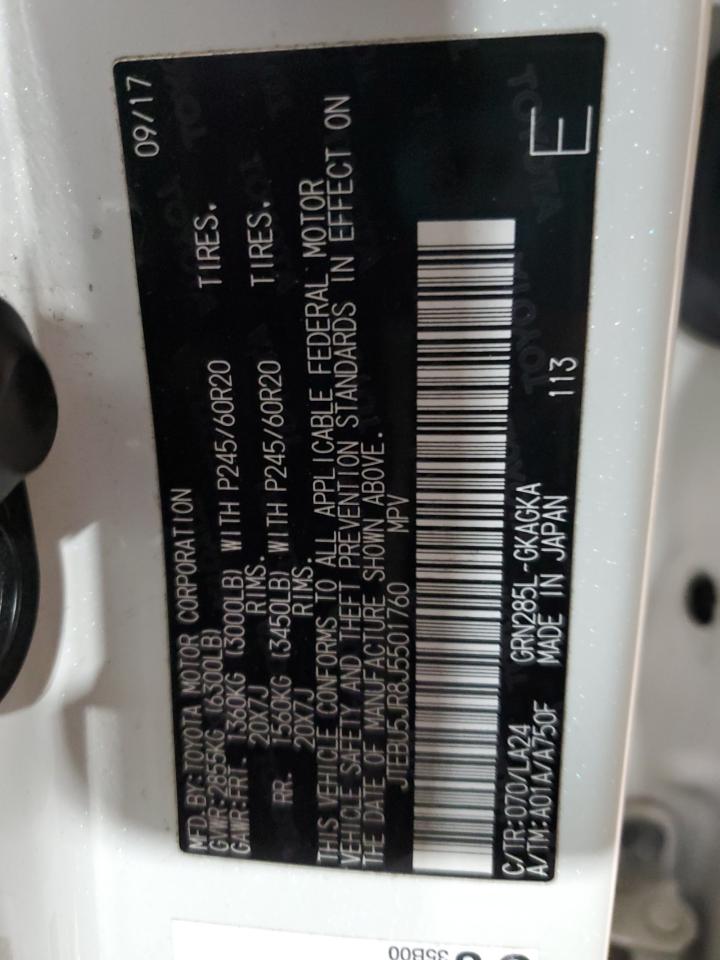 MFD.BY:TOYOTA MOTOR CORPORATION 09/17
GVWR:2855KG (6300LB)
GAWR:FRT. 1360KG (3000LB) WITH P245/60R20 TIRES.
20X7J RIMS.
RR. 1560KG (3450LB) WITH P245/60R20 TIRES.
20X7J RIMS.
THIS VEHICLE CONFORMS TO ALL APPLICABLE FEDERAL MOTOR
VEHICLE SAFETY AND THEFT PREVENTION STANDARDS IN EFFECT ON
THE DATE OF MANUFACTURE SHOWN ABOVE.
JTEBU5JR8J5501760 MPV
C/TR:070/LA24 GRN285L-GKAGKA
A/TM:A01A/A750F MADE IN JAPAN 113 E
35B00